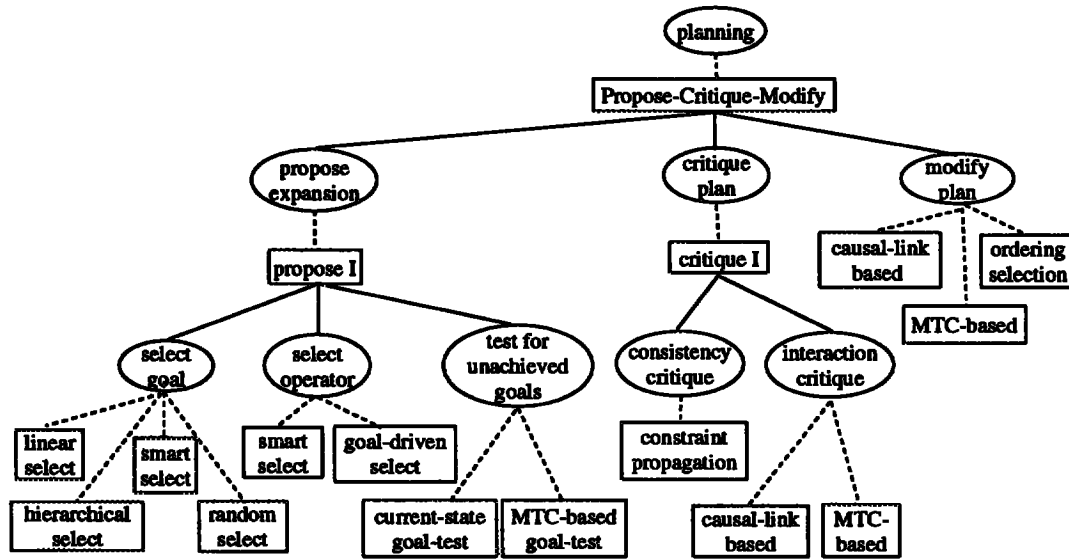 planning
Propose-Critique-Modify
propose
expansion
critique
plan
modify
plan
propose I
critique I
causal-link
based
ordering
selection
MTC-based
select
goal
select
operator
test for
unachieved
goals
consistency
critique
interaction
critique
linear
select
smart
select
smart
select
goal-driven
select
constraint
propagation
hierarchical
select
random
select
current-state
goal-test
MTC-based
goal-test
causal-link
based
MTC-
based